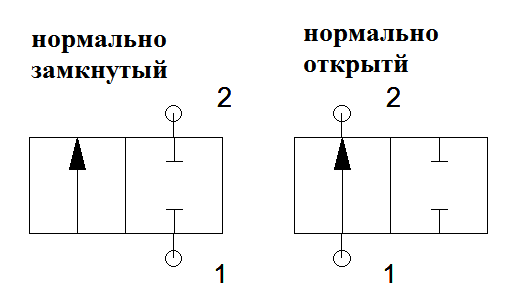 нормально
замкнутый
2
1
нормально
открытй
2
1